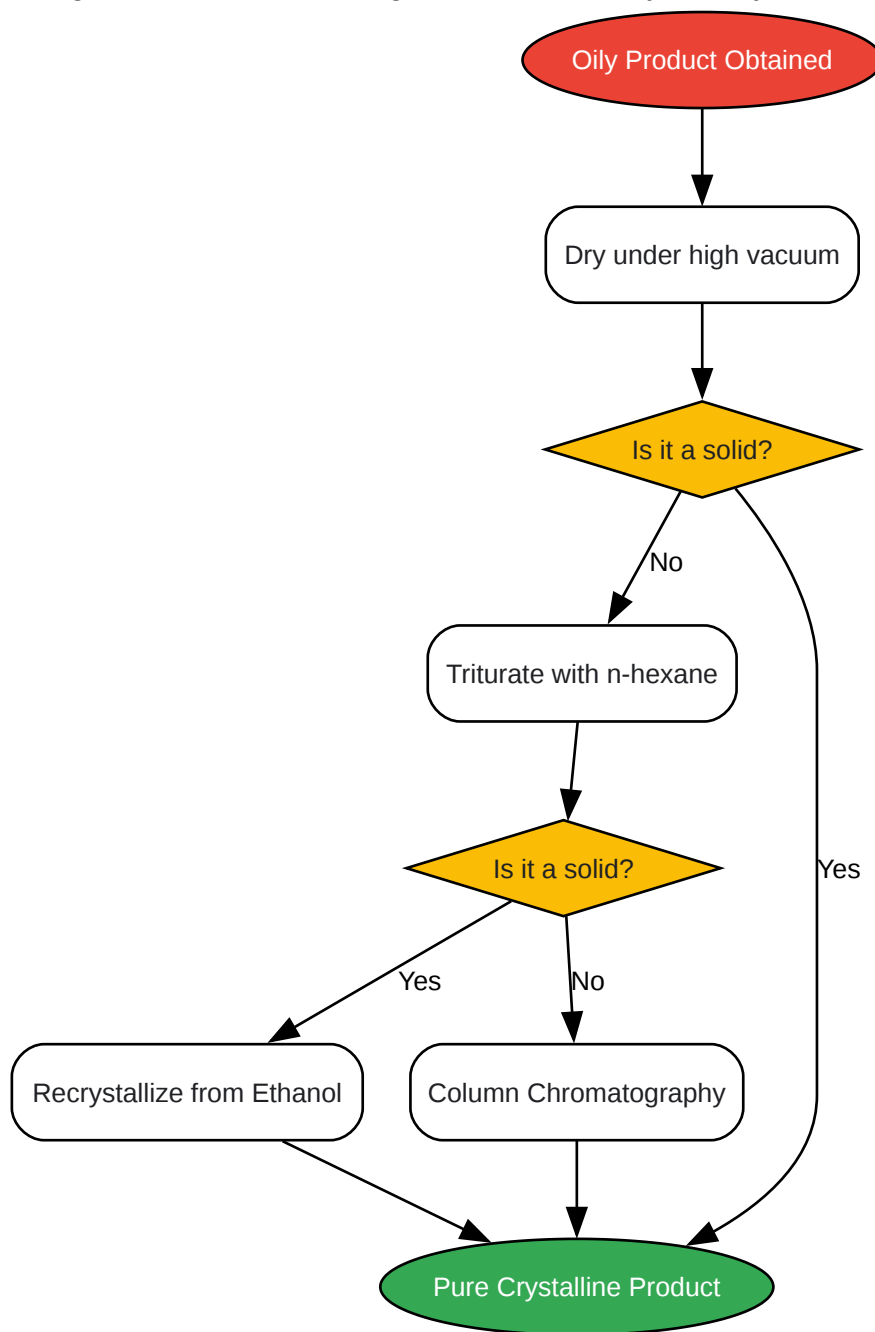 Oily Product Obtained
Dry under high vacuum
Is it a solid?
No
Triturate with n-hexane
Is it a solid?
Yes
Yes
No
Recrystallize from Ethanol
Column Chromatography
Pure Crystalline Product